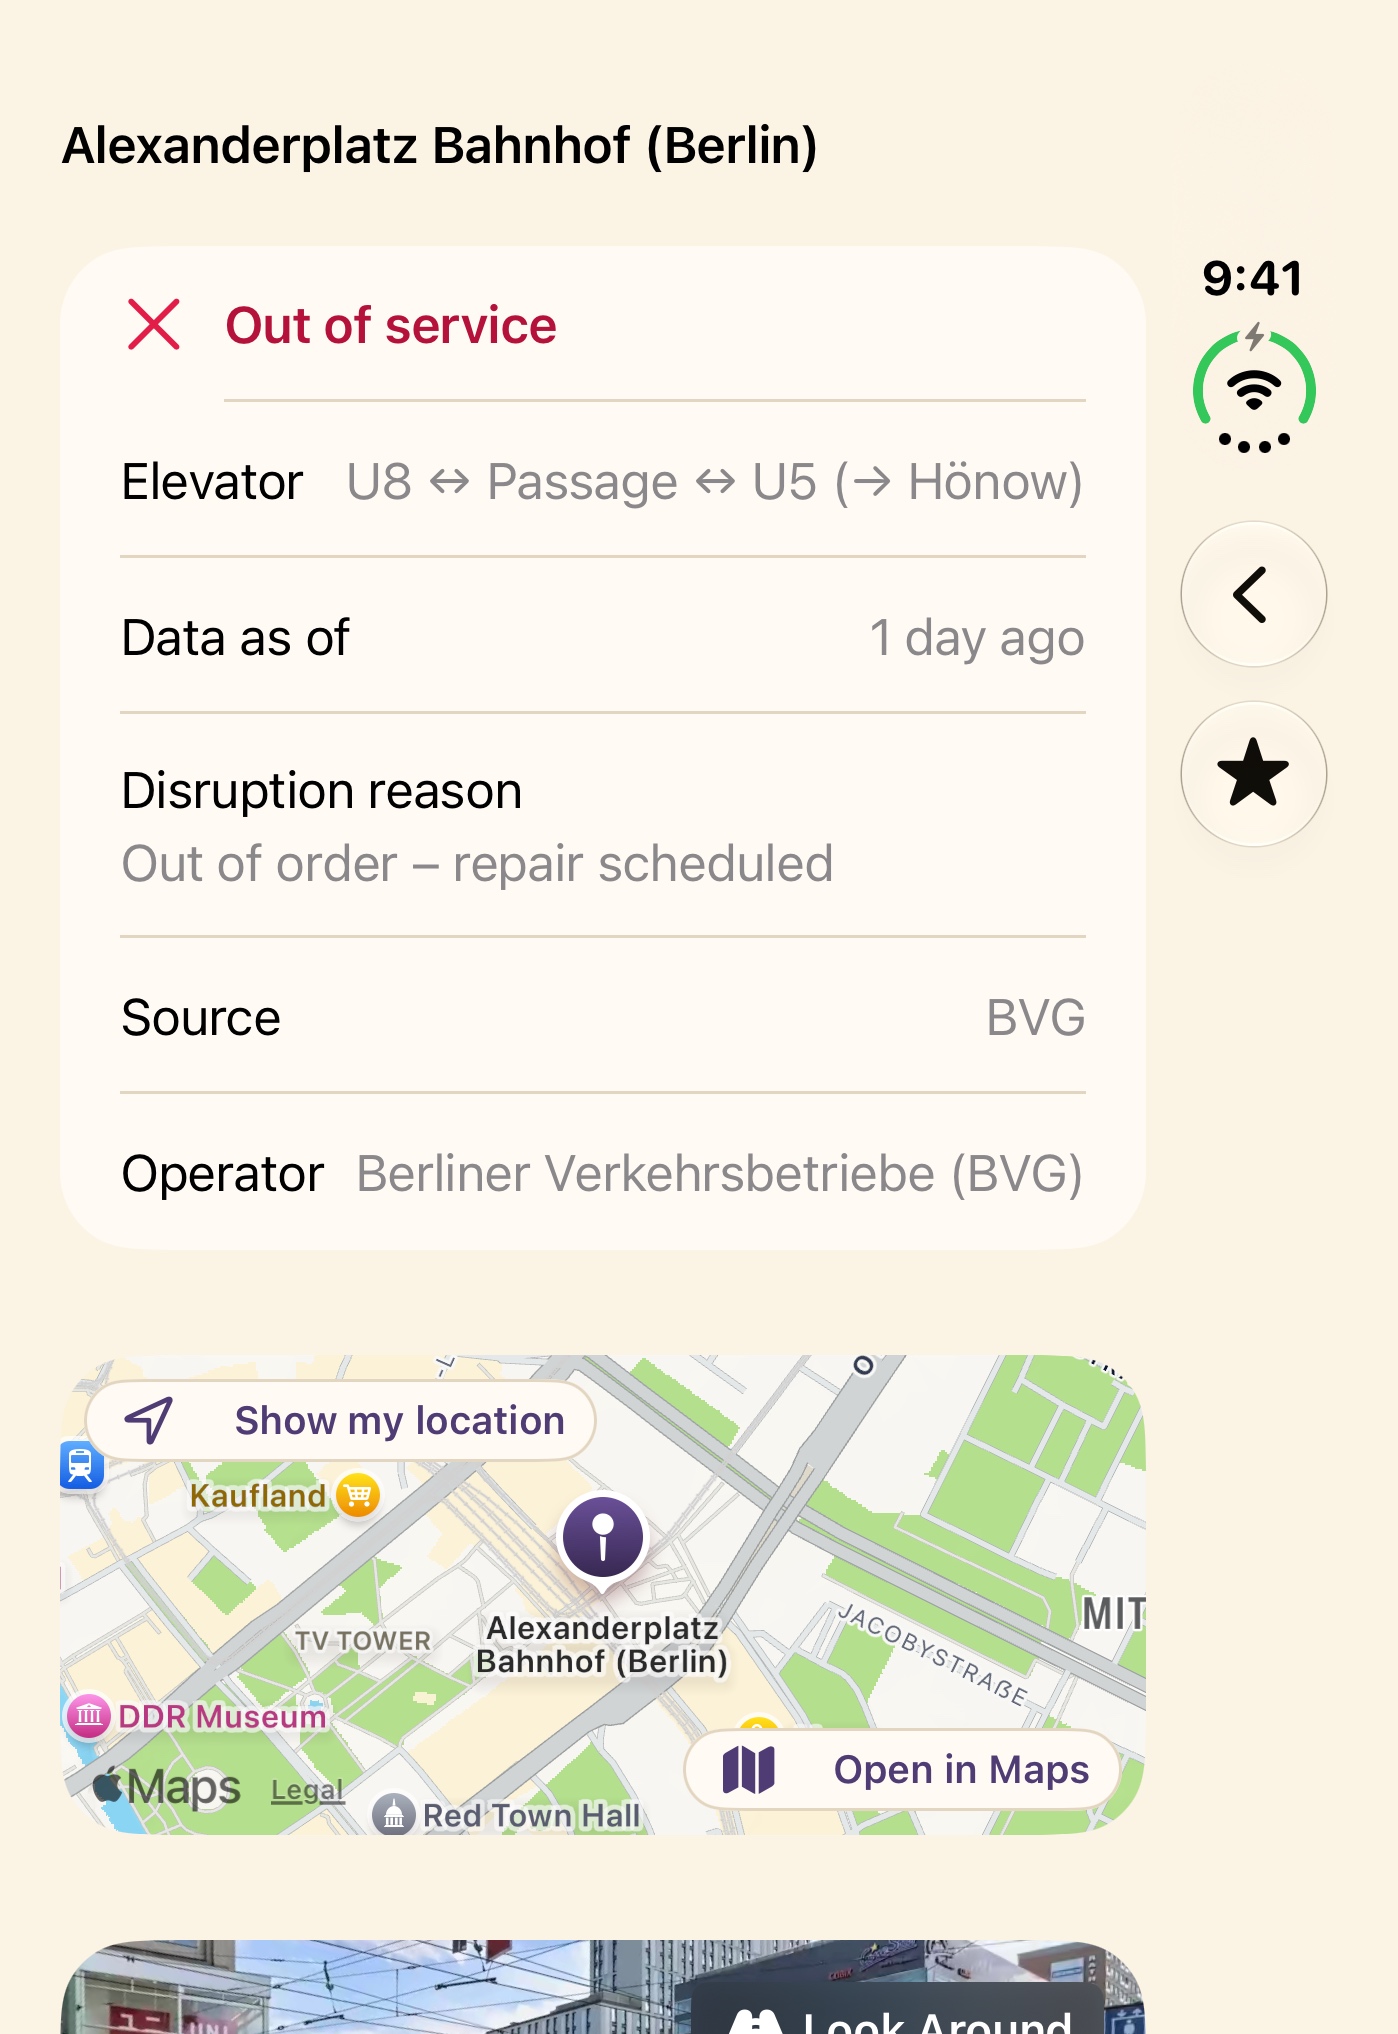 Alexanderplatz Bahnhof (Berlin)
9:41
Out of service
Elevator U8 ↔ Passage ↔ U5 (→ Hönow)
Data as of 1 day ago
Disruption reason
Out of order – repair scheduled
Source BVG
Operator Berliner Verkehrsbetriebe (BVG)
Show my location
Kaufland
Alexanderplatz
Bahnhof (Berlin)
TV TOWER
MIT
JACOBYSTRAẞE
DDR Museum
Maps Legal
Red Town Hall
Open in Maps
Look Around